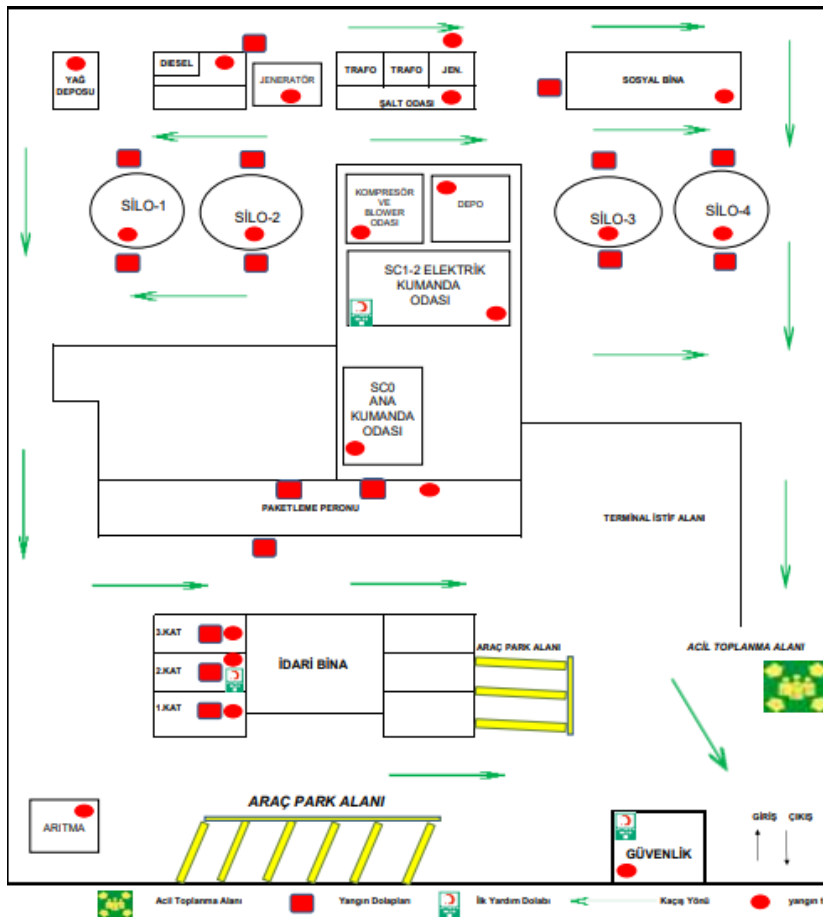 YAĞ
DEPOSU
DIESEL
JENERATÖR
TRAFO
TRAFO
JEN.
ŞALT ODASI
SOSYAL BİNA
SİLO-1
SİLO-2
KOMPRESÖR
VE
BLOWER
ODASI
DEPO
SİLO-3
SİLO-4
SC1-2 ELEKTRİK
KUMANDA
ODASI
SC0
ANA
KUMANDA
ODASI
PAKETLEME PERONU
TERMİNAL İSTİF ALANI
3.KAT
2.KAT
1.KAT
İDARİ BİNA
ARAÇ PARK ALANI
ACİL TOPLANMA ALANI
ARITMA
ARAÇ PARK ALANI
GÜVENLİK
GİRİŞ
ÇIKIŞ
Acil Toplanma Alanı
Yangın Dolapları
İlk Yardım Dolabı
Kaçış Yönü
yangın